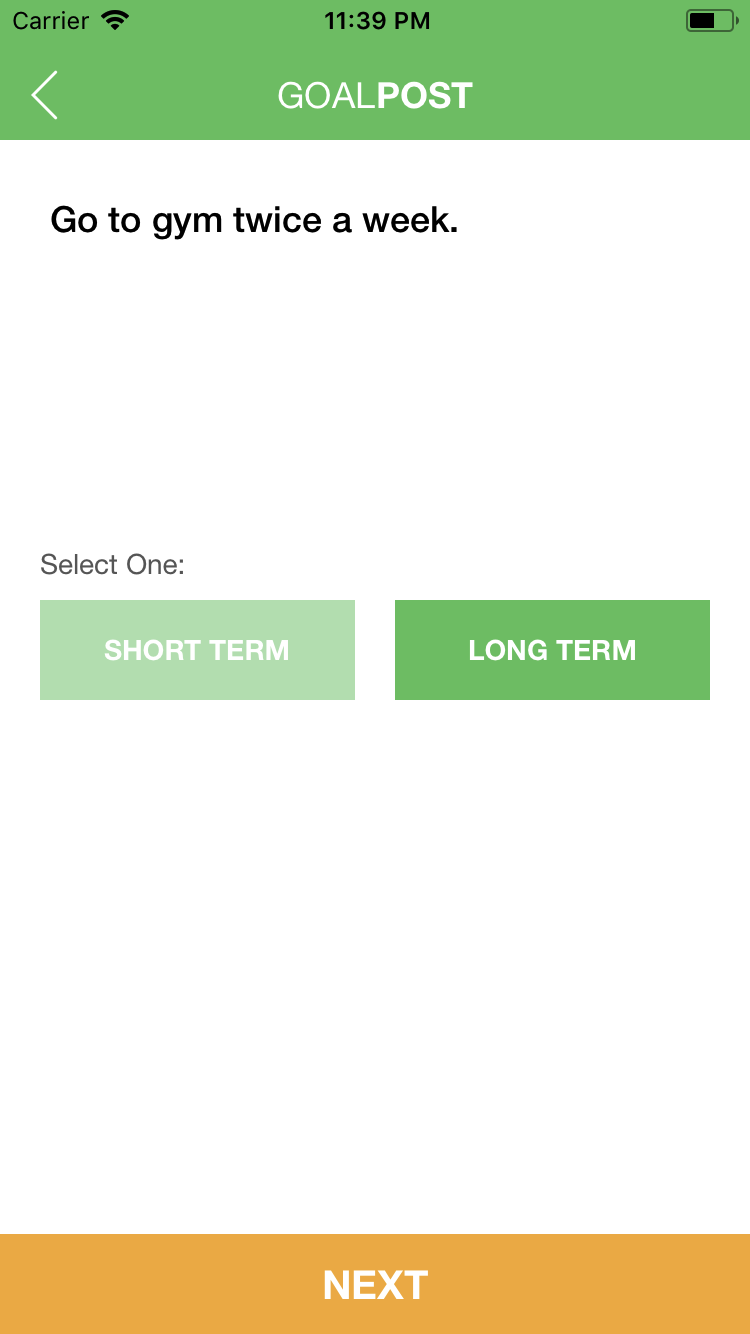 Carrier 11:39 PM
GOALPOST
Go to gym twice a week.
Select One:
SHORT TERM LONG TERM
NEXT